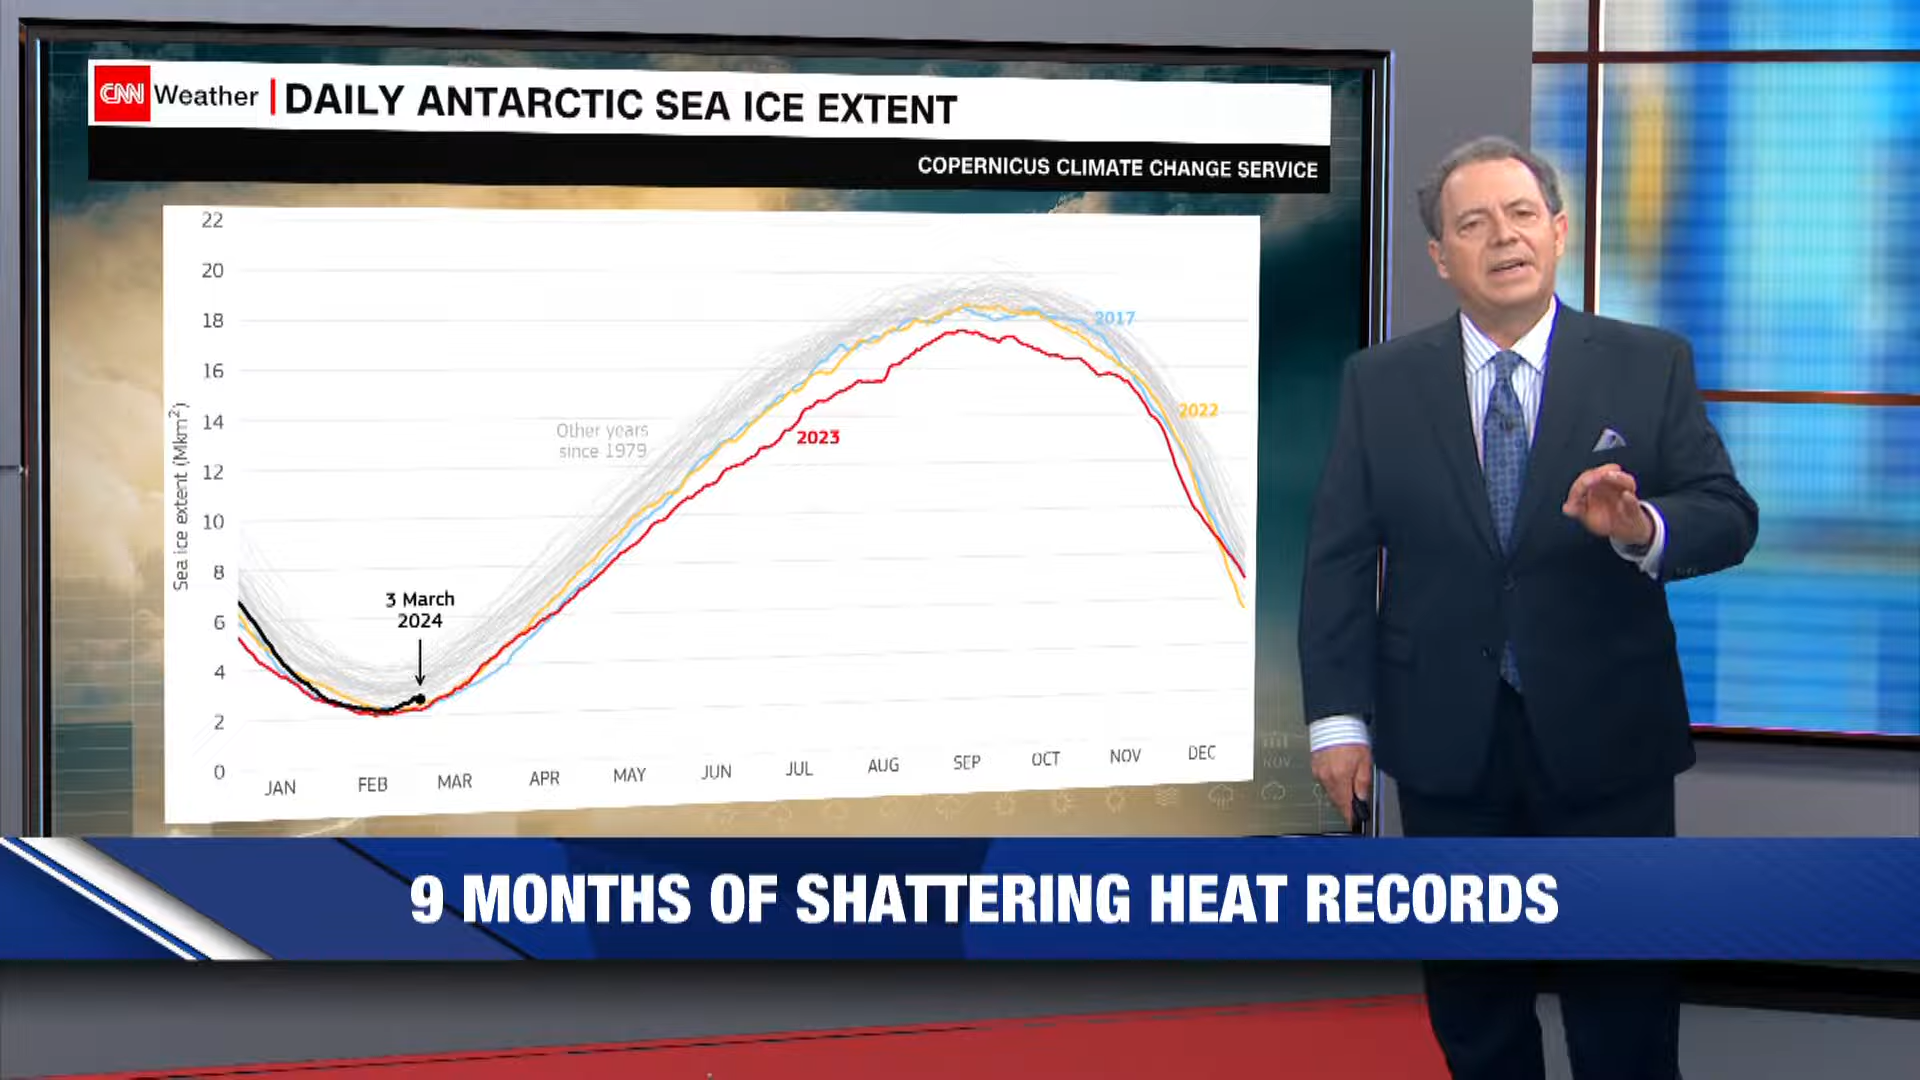 CNN Weather | DAILY ANTARCTIC SEA ICE EXTENT
COPERNICUS CLIMATE CHANGE SERVICE
22
20
18
16
14
12
10
8
6
4
2
0
Sea ice extent (Mkm²)
Other years
since 1979
2017
2022
2023
3 March
2024
JAN FEB MAR APR MAY JUN JUL AUG SEP OCT NOV DEC
NOV
9 MONTHS OF SHATTERING HEAT RECORDS